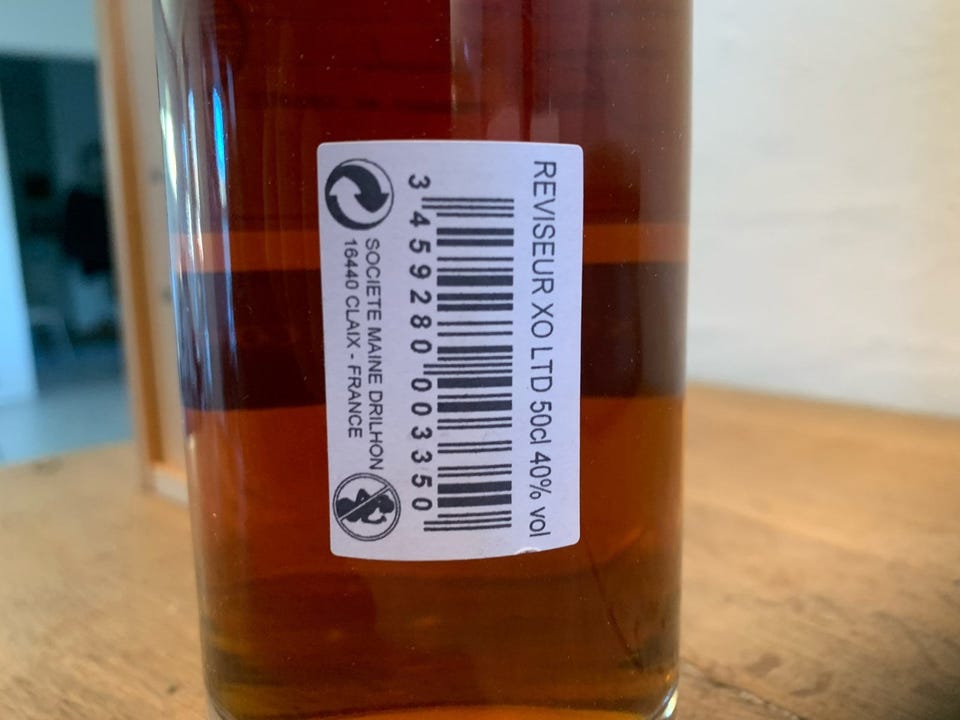 REVISEUR XO LTD 50cl 40% vol
3 459280 003350
SOCIETE MAINE DRILHON
16440 CLAIX - FRANCE